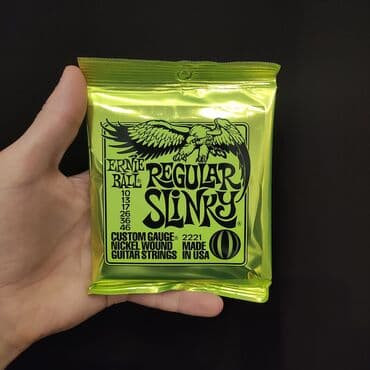 ERNIE
BALL
REGULAR
SLINKY
10
13
17
26
36
46
CUSTOM GAUGE®
NICKEL WOUND
GUITAR STRINGS
2221
MADE
IN USA